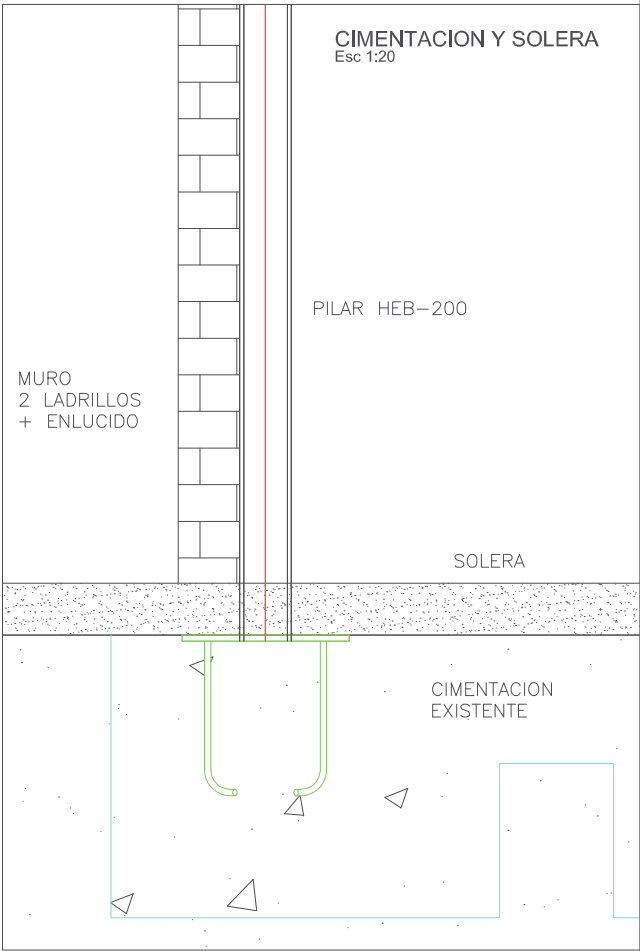 CIMENTACION Y SOLERA
Esc 1:20
PILAR HEB-200
MURO
2 LADRILLOS
+ ENLUCIDO
SOLERA
CIMENTACION
EXISTENTE